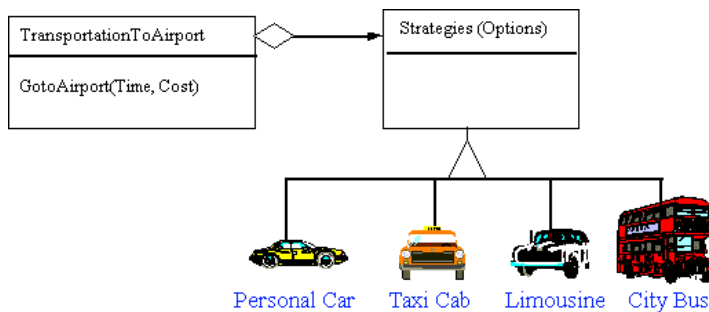 TransportationToAirport
GotoAirport(Time, Cost)
Strategies (Options)
Personal Car
Taxi Cab
Limousine
City Bus